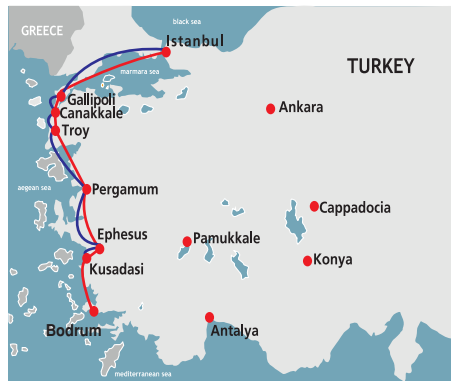 black sea
GREECE
Istanbul
marmara sea
TURKEY
Gallipoli
Canakkale
Ankara
Troy
aegean sea
Pergamum
Cappadocia
Ephesus
Pamukkale
Kusadasi
Konya
Bodrum
Antalya
mediterranean sea